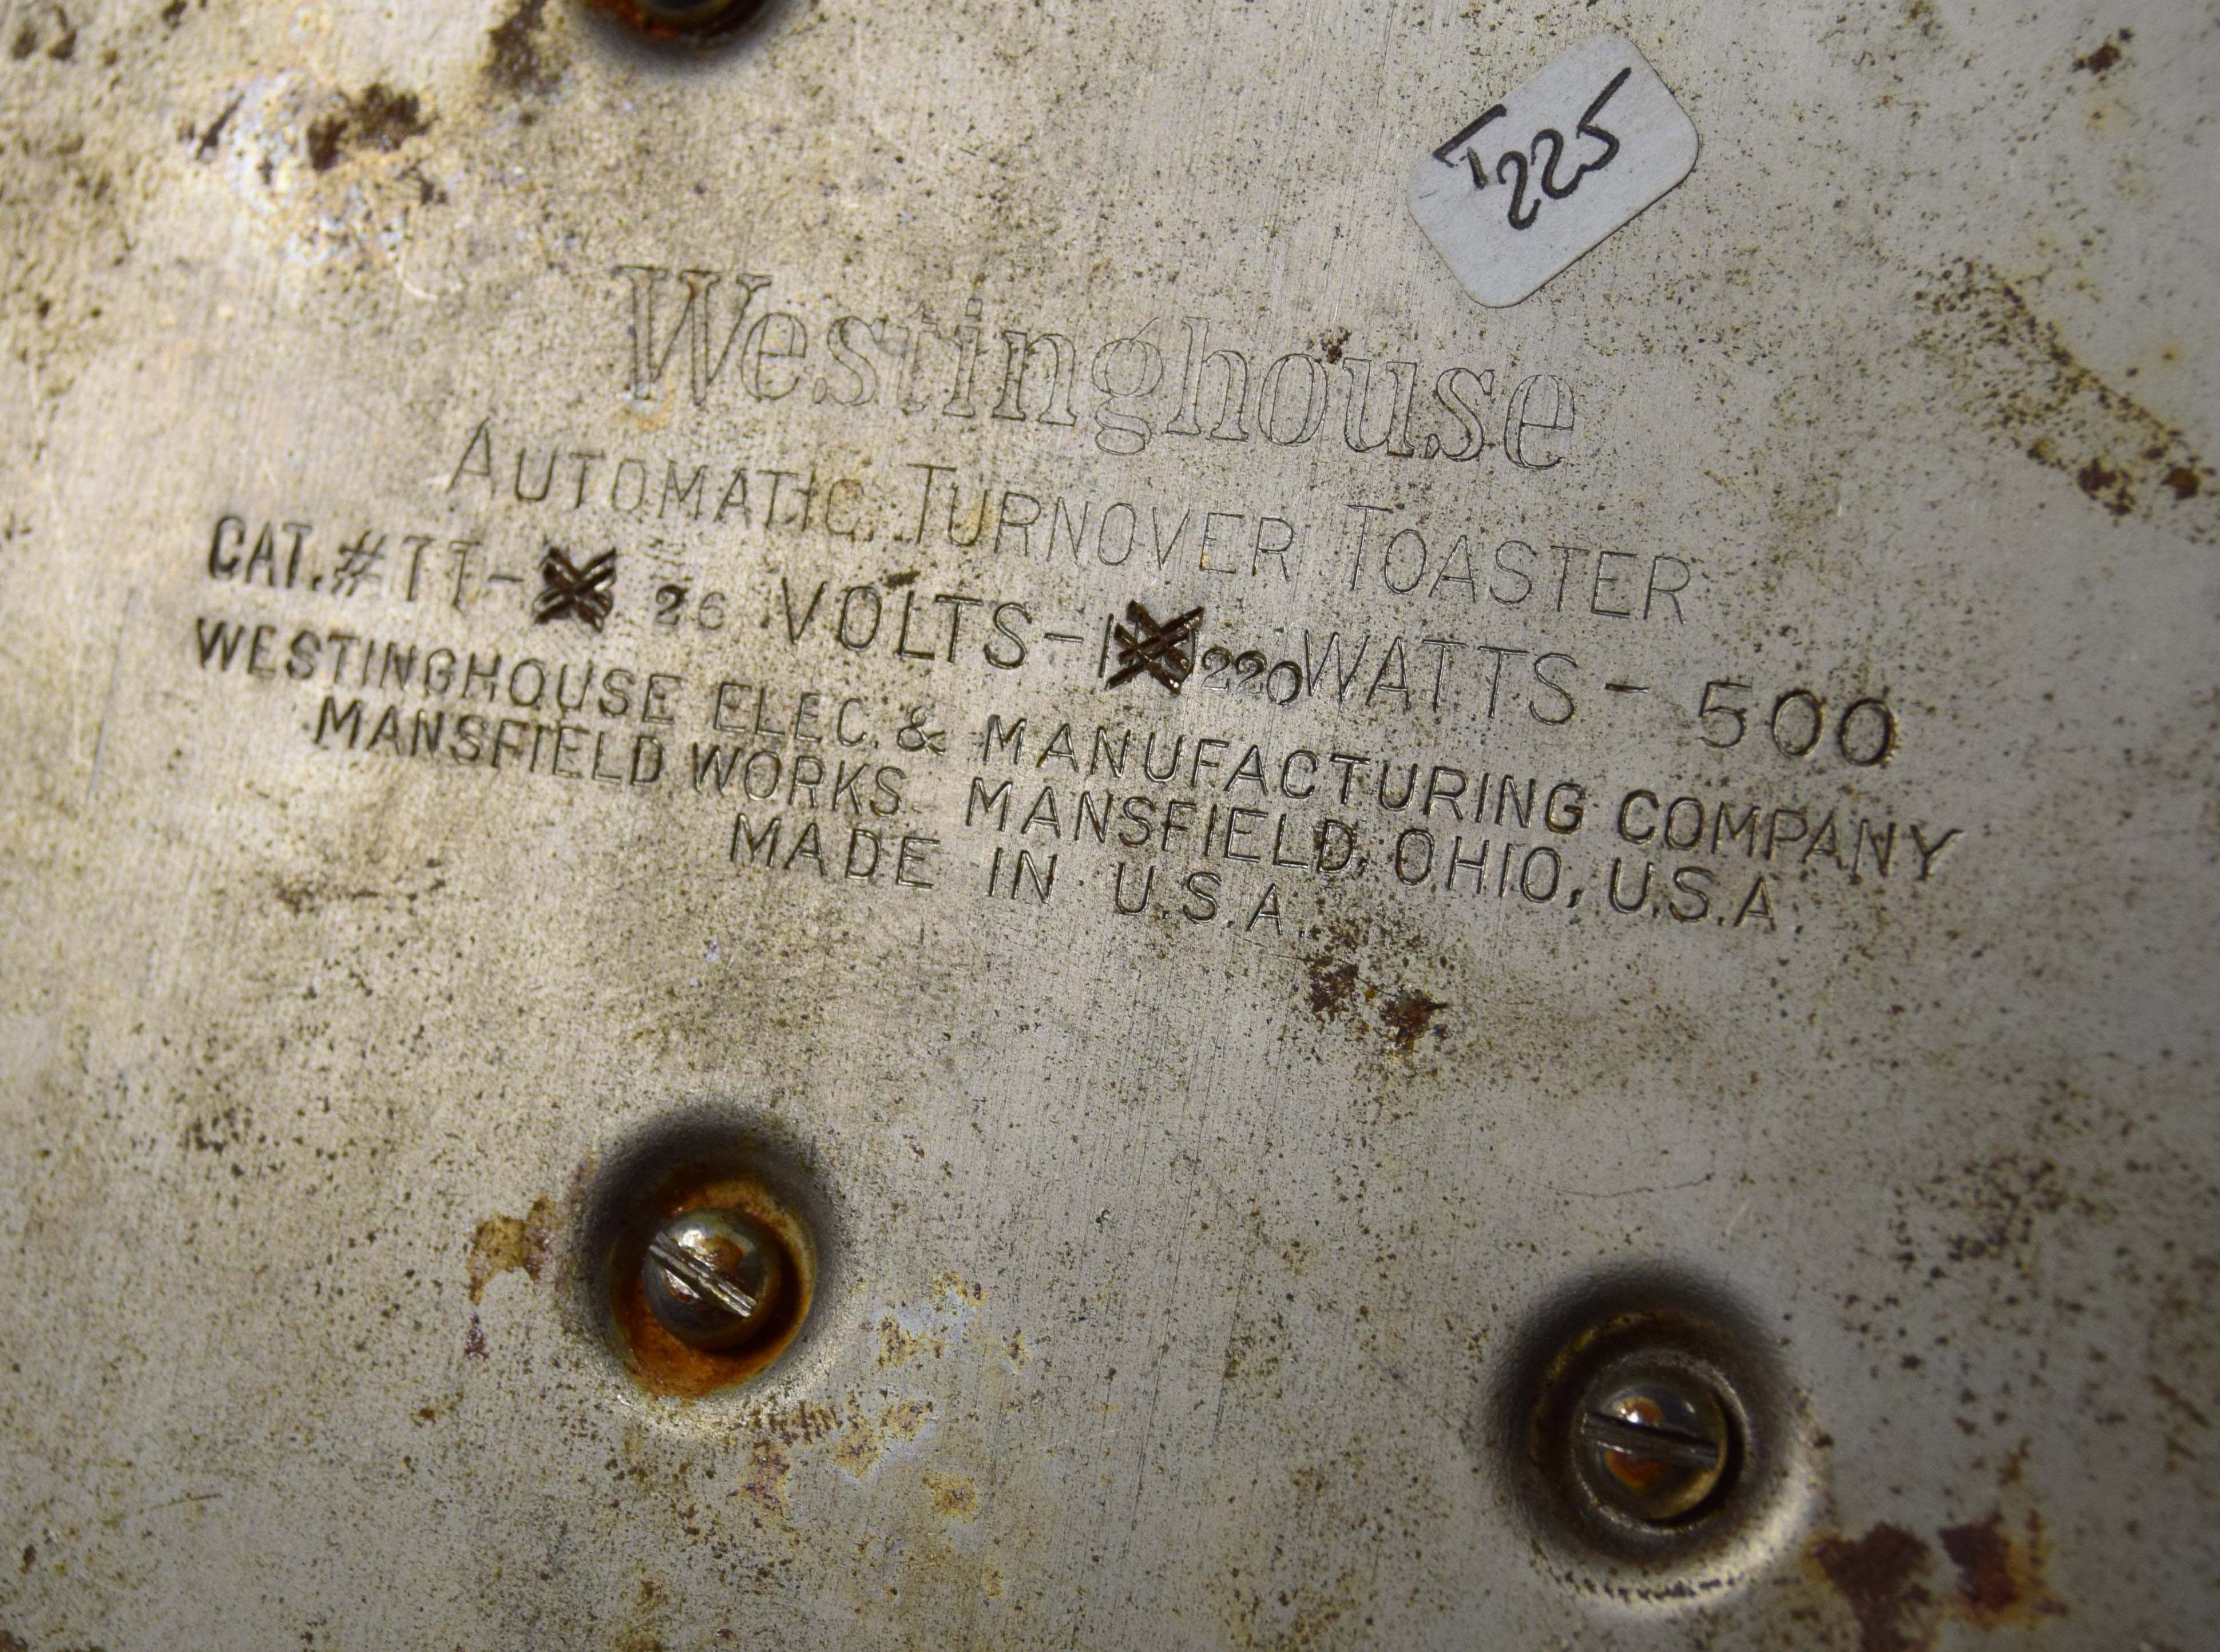 T225
Westinghouse
AUTOMATIC TURNOVER TOASTER
CAT. #TT- 26 VOLTS- 220 WATTS - 500
WESTINGHOUSE ELEC. & MANUFACTURING COMPANY
MANSFIELD WORKS MANSFIELD, OHIO, U.S.A.
MADE IN U.S.A.